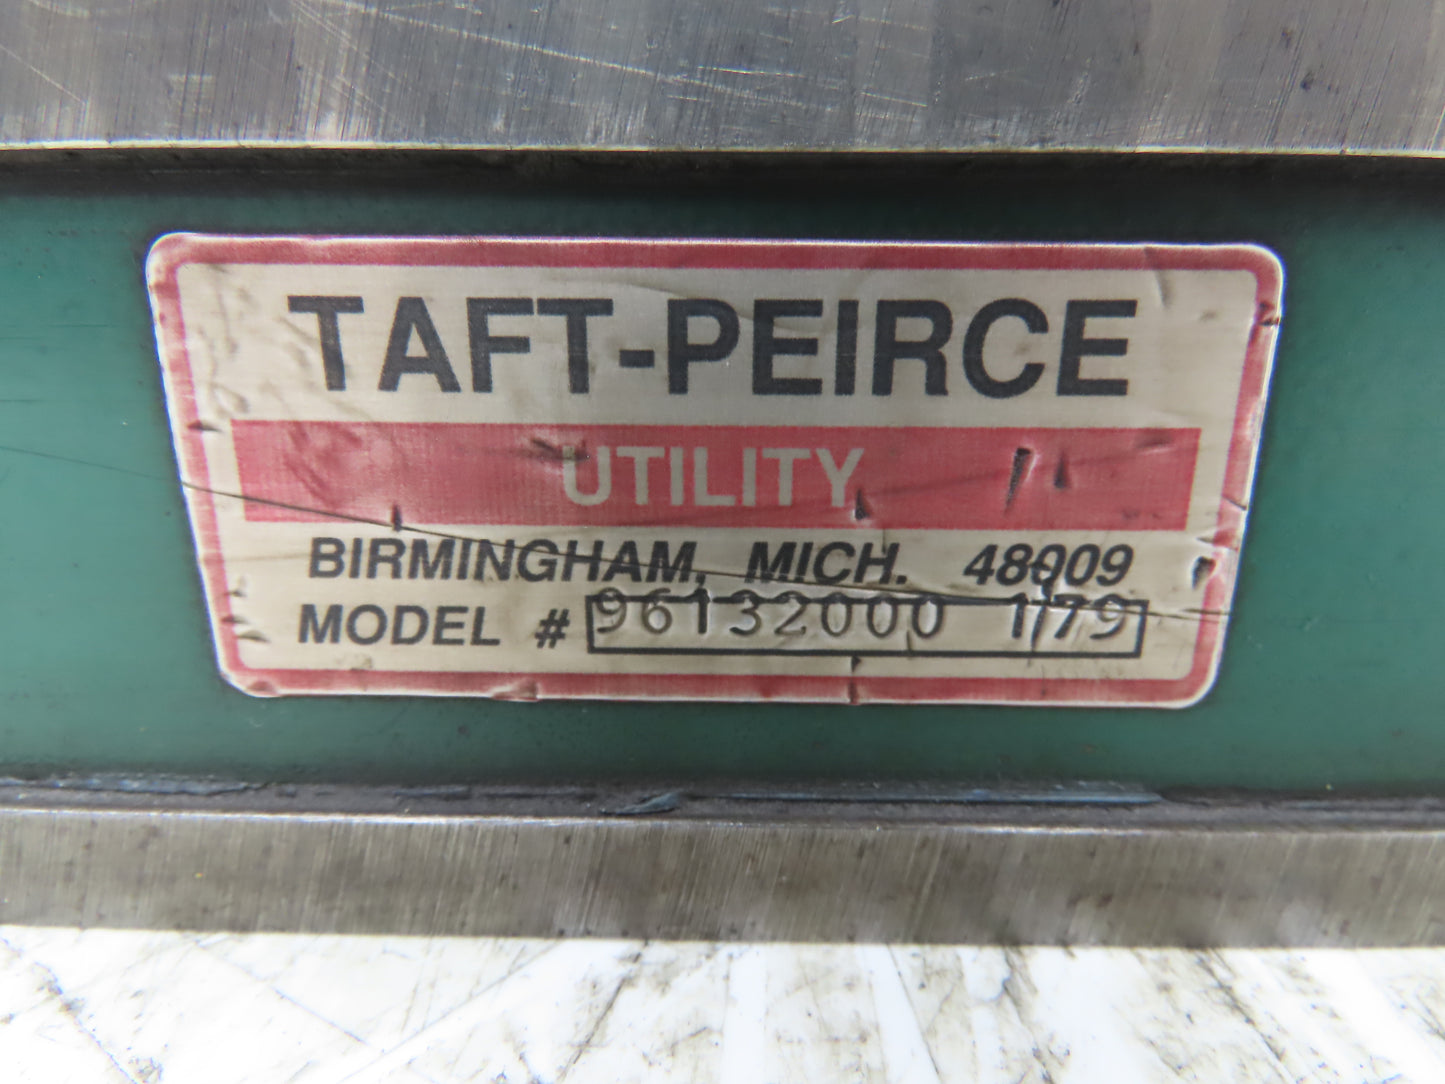 TAFT-PEIRCE
UTILITY
BIRMINGHAM, MICH. 48009
MODEL # 96132000 1/79